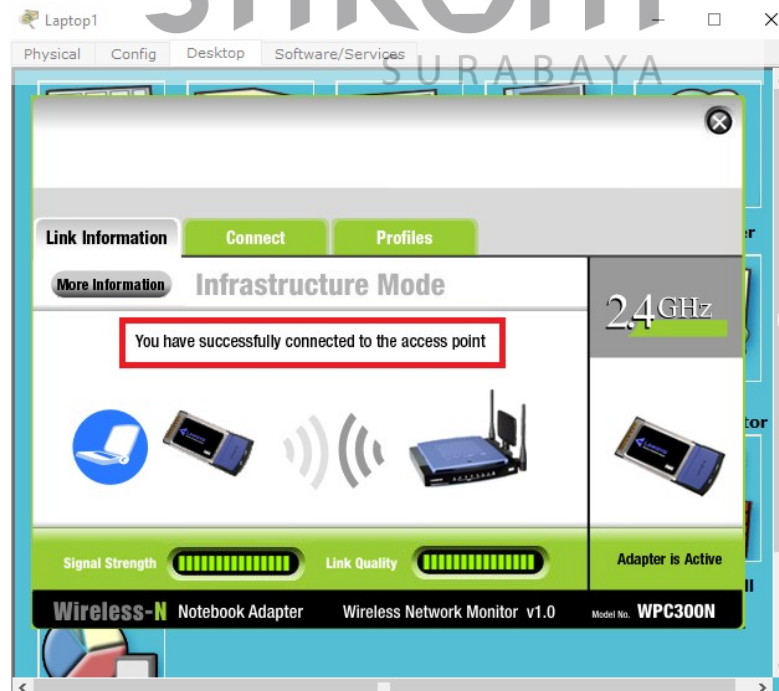 Laptop1
Physical Config Desktop Software/Services
SURABAYA
Link Information Connect Profiles
More Information Infrastructure Mode
2.4GHz
You have successfully connected to the access point
Signal Strength Link Quality Adapter is Active
Wireless-N Notebook Adapter Wireless Network Monitor v1.0 Model No. WPC300N